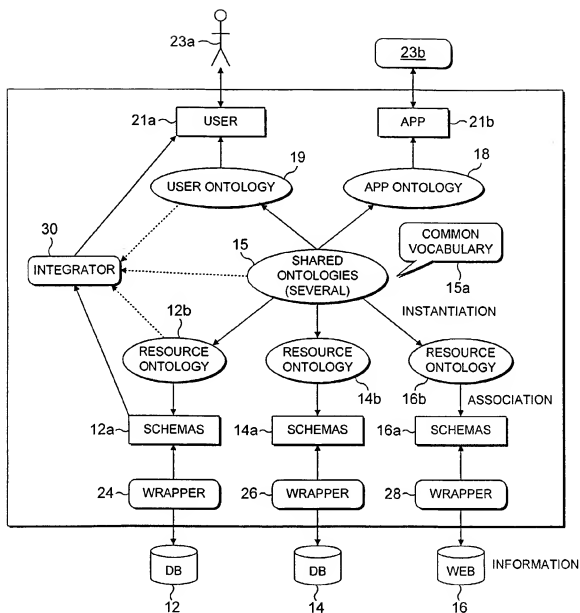 23a
23b
21a
USER
APP
21b
19
18
USER ONTOLOGY
APP ONTOLOGY
30
15
COMMON
VOCABULARY
INTEGRATOR
SHARED
ONTOLOGIES
(SEVERAL)
15a
12b
INSTANTIATION
RESOURCE
ONTOLOGY
RESOURCE
ONTOLOGY
RESOURCE
ONTOLOGY
14b
16b
ASSOCIATION
12a
SCHEMAS
14a
SCHEMAS
16a
SCHEMAS
24
WRAPPER
26
WRAPPER
28
WRAPPER
DB
DB
WEB
INFORMATION
12
14
16